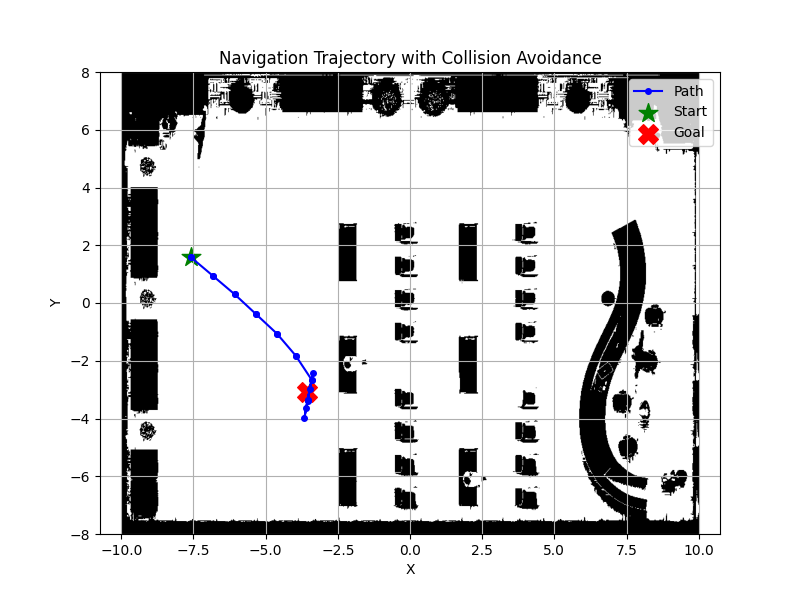 Navigation Trajectory with Collision Avoidance
Path
Start
Goal
8
6
4
2
0
−2
−4
−6
−8
Y
−10.0 −7.5 −5.0 −2.5 0.0 2.5 5.0 7.5 10.0
X